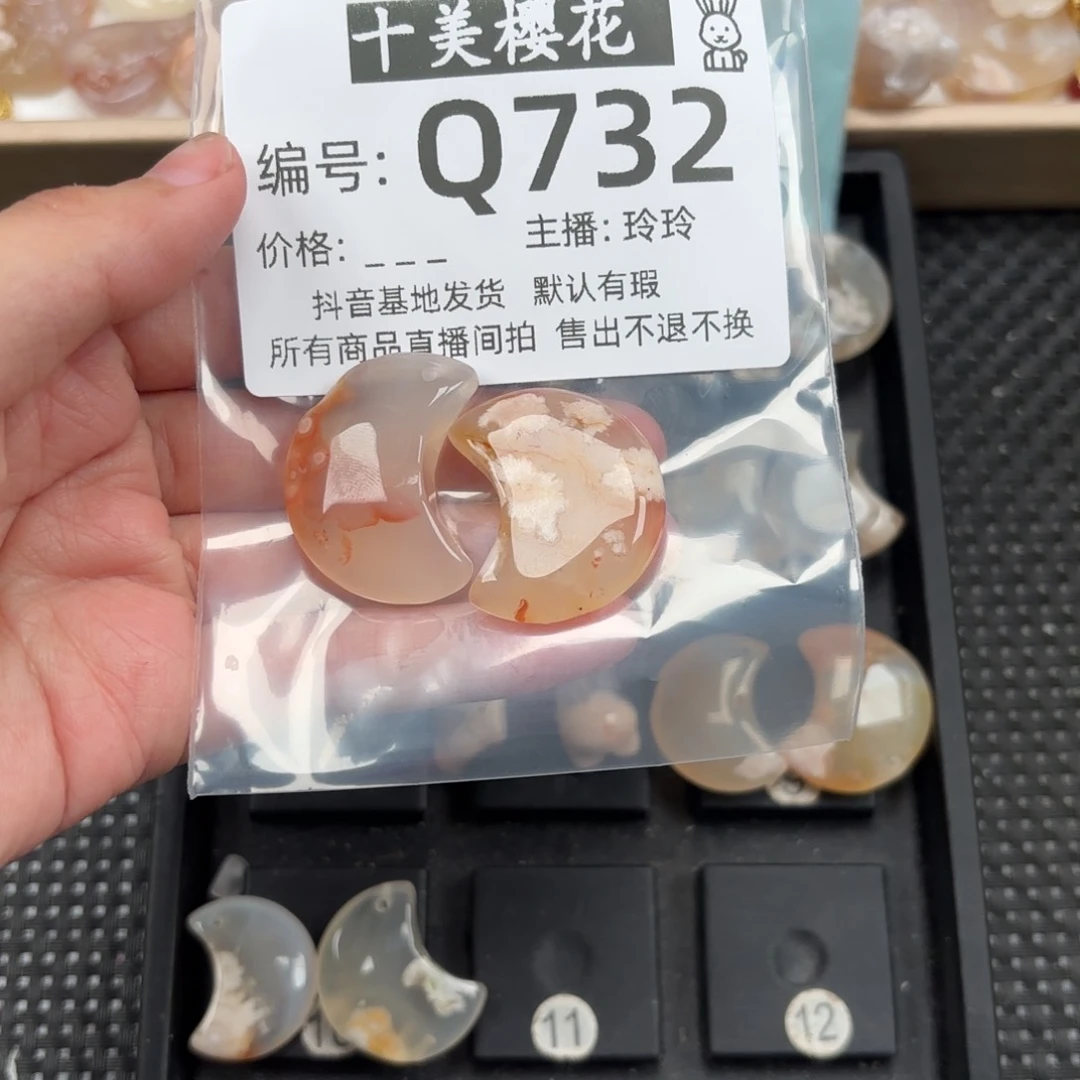 十美樱花
编号: Q732
价格: _ _ _ 主播: 玲玲
抖音基地发货 默认有瑕
所有商品直播间拍 售出不退不换
11
12